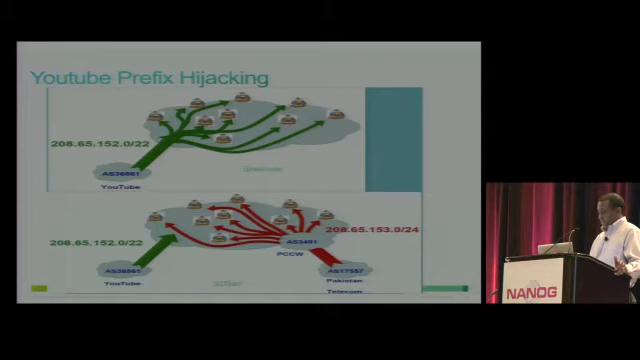 Youtube Prefix Hijacking
208.65.152.0/22
AS36561
YouTube
208.65.153.0/24
208.65.152.0/22
AS3491
PCCW
AS36561
YouTube
AS17557
Pakistan
Telecom
NANOG